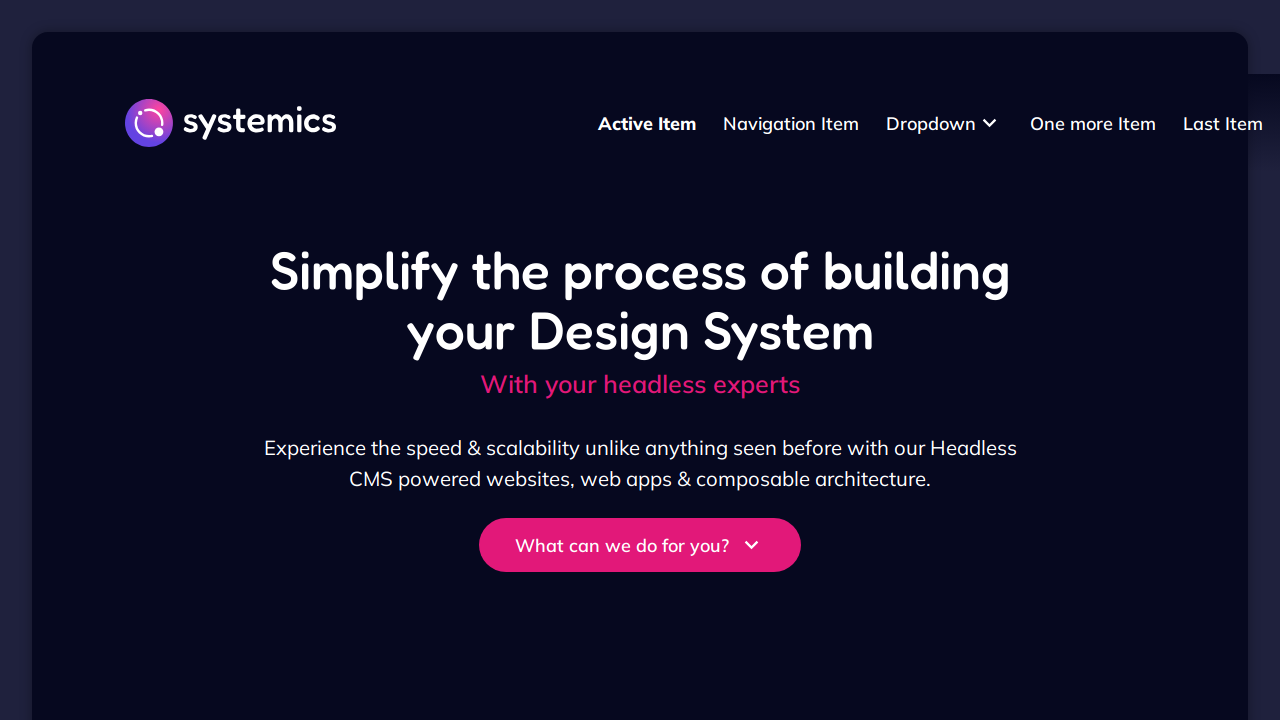 systemics
Active Item
Navigation Item
Dropdown
One more Item
Last Item
Simplify the process of building
your Design System
With your headless experts
Experience the speed & scalability unlike anything seen before with our Headless
CMS powered websites, web apps & composable architecture.
What can we do for you?